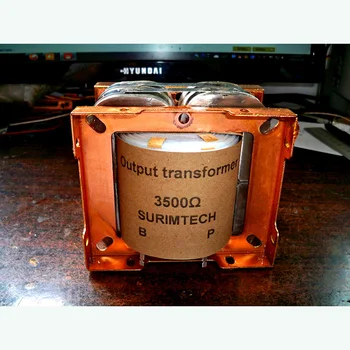 HYUNDAI
Output transformer
3500Ω
SURIMTECH
B P